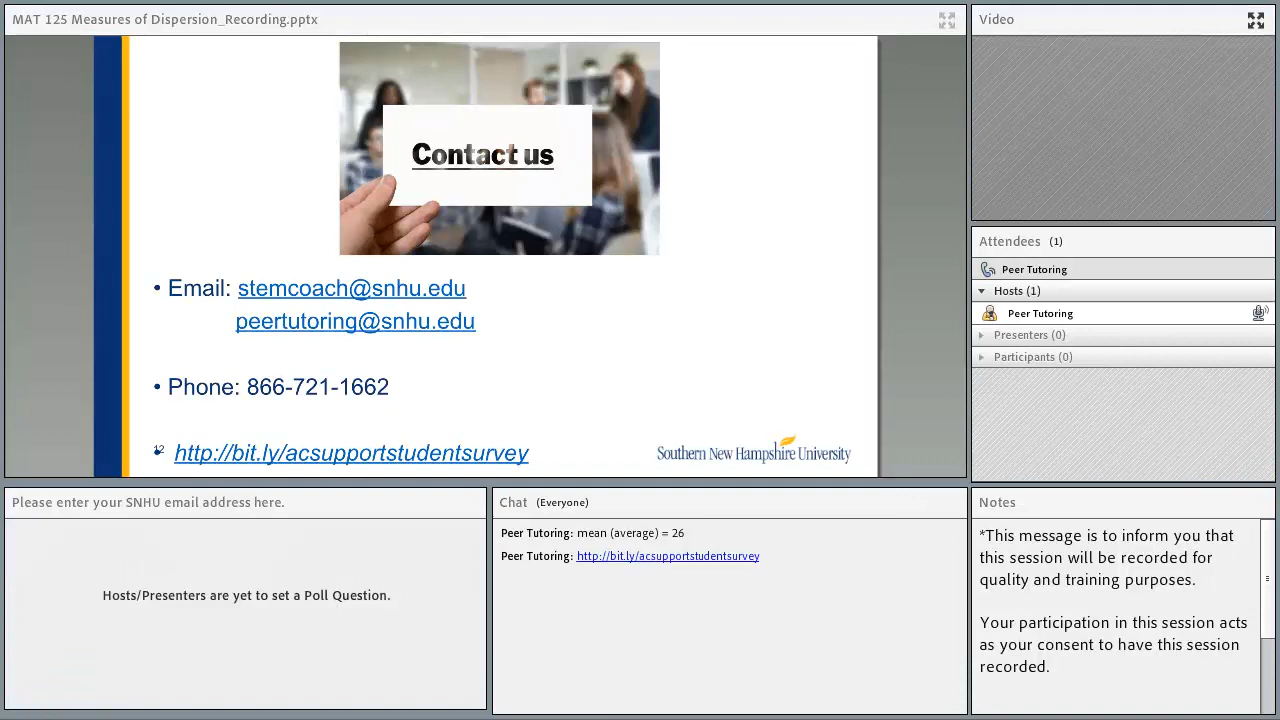 MAT 125 Measures of Dispersion_Recording.pptx
Contact us
• Email: stemcoach@snhu.edu
peertutoring@snhu.edu
• Phone: 866-721-1662
12
• http://bit.ly/acsupportstudentsurvey
Southern New Hampshire University
Video
Attendees (1)
Peer Tutoring
Hosts (1)
Peer Tutoring
Presenters (0)
Participants (0)
Please enter your SNHU email address here.
Hosts/Presenters are yet to set a Poll Question.
Chat (Everyone)
Peer Tutoring: mean (average) = 26
Peer Tutoring: http://bit.ly/acsupportstudentsurvey
Notes
*This message is to inform you that
this session will be recorded for
quality and training purposes.
Your participation in this session acts
as your consent to have this session
recorded.